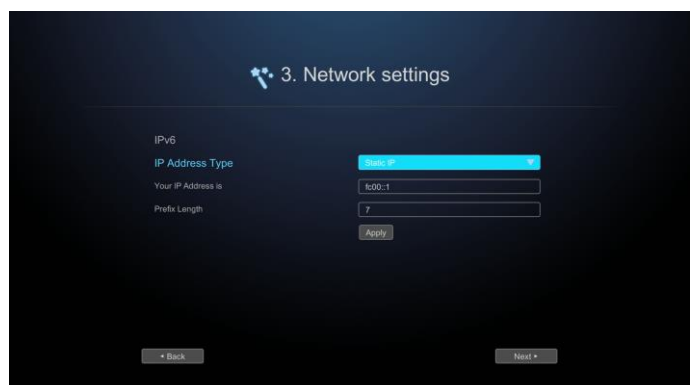 3. Network settings
IPv6
IP Address Type Static IP
Your IP Address is fc00::1
Prefix Length 7
Apply
Back Next